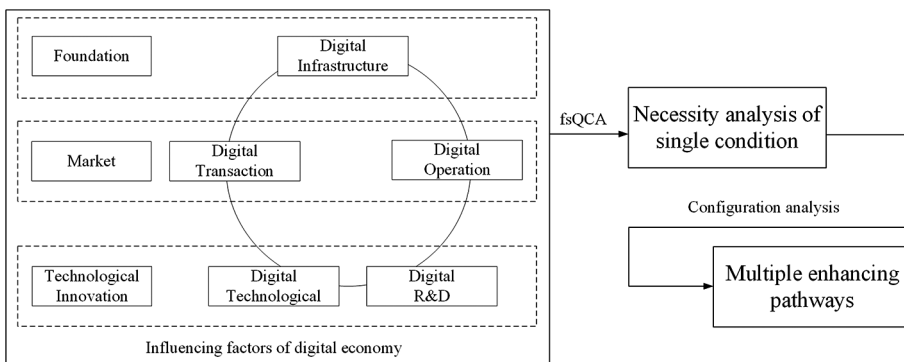 Foundation
Digital
Infrastructure
Market
Digital
Transaction
Digital
Operation
Technological
Innovation
Digital
Technological
Digital
R&D
Influencing factors of digital economy
fsQCA
Necessity analysis of
single condition
Configuration analysis
Multiple enhancing
pathways